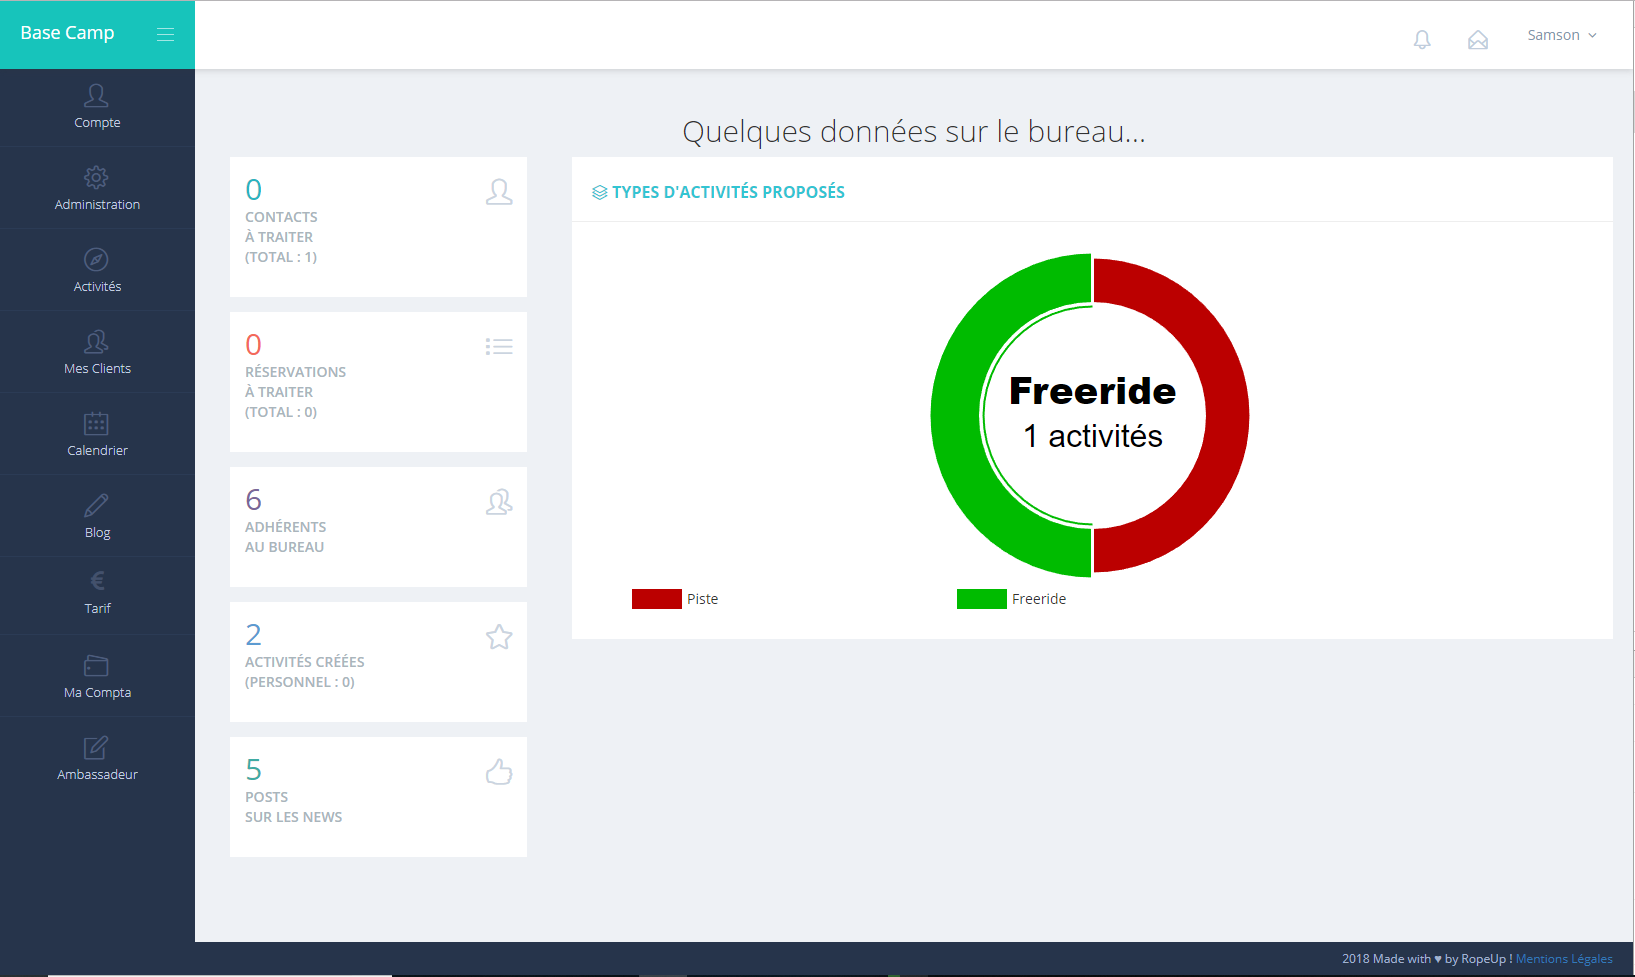 Base Camp
Samson
Compte
Administration
Activités
Mes Clients
Calendrier
Blog
€
Tarif
Ma Compta
Ambassadeur
Quelques données sur le bureau...
0
CONTACTS
À TRAITER
(TOTAL : 1)
0
RÉSERVATIONS
À TRAITER
(TOTAL : 0)
6
ADHÉRENTS
AU BUREAU
2
ACTIVITÉS CRÉÉES
(PERSONNEL : 0)
5
POSTS
SUR LES NEWS
TYPES D'ACTIVITÉS PROPOSÉS
Freeride
1 activités
Piste
Freeride
2018 Made with ♥ by RopeUp ! Mentions Légales